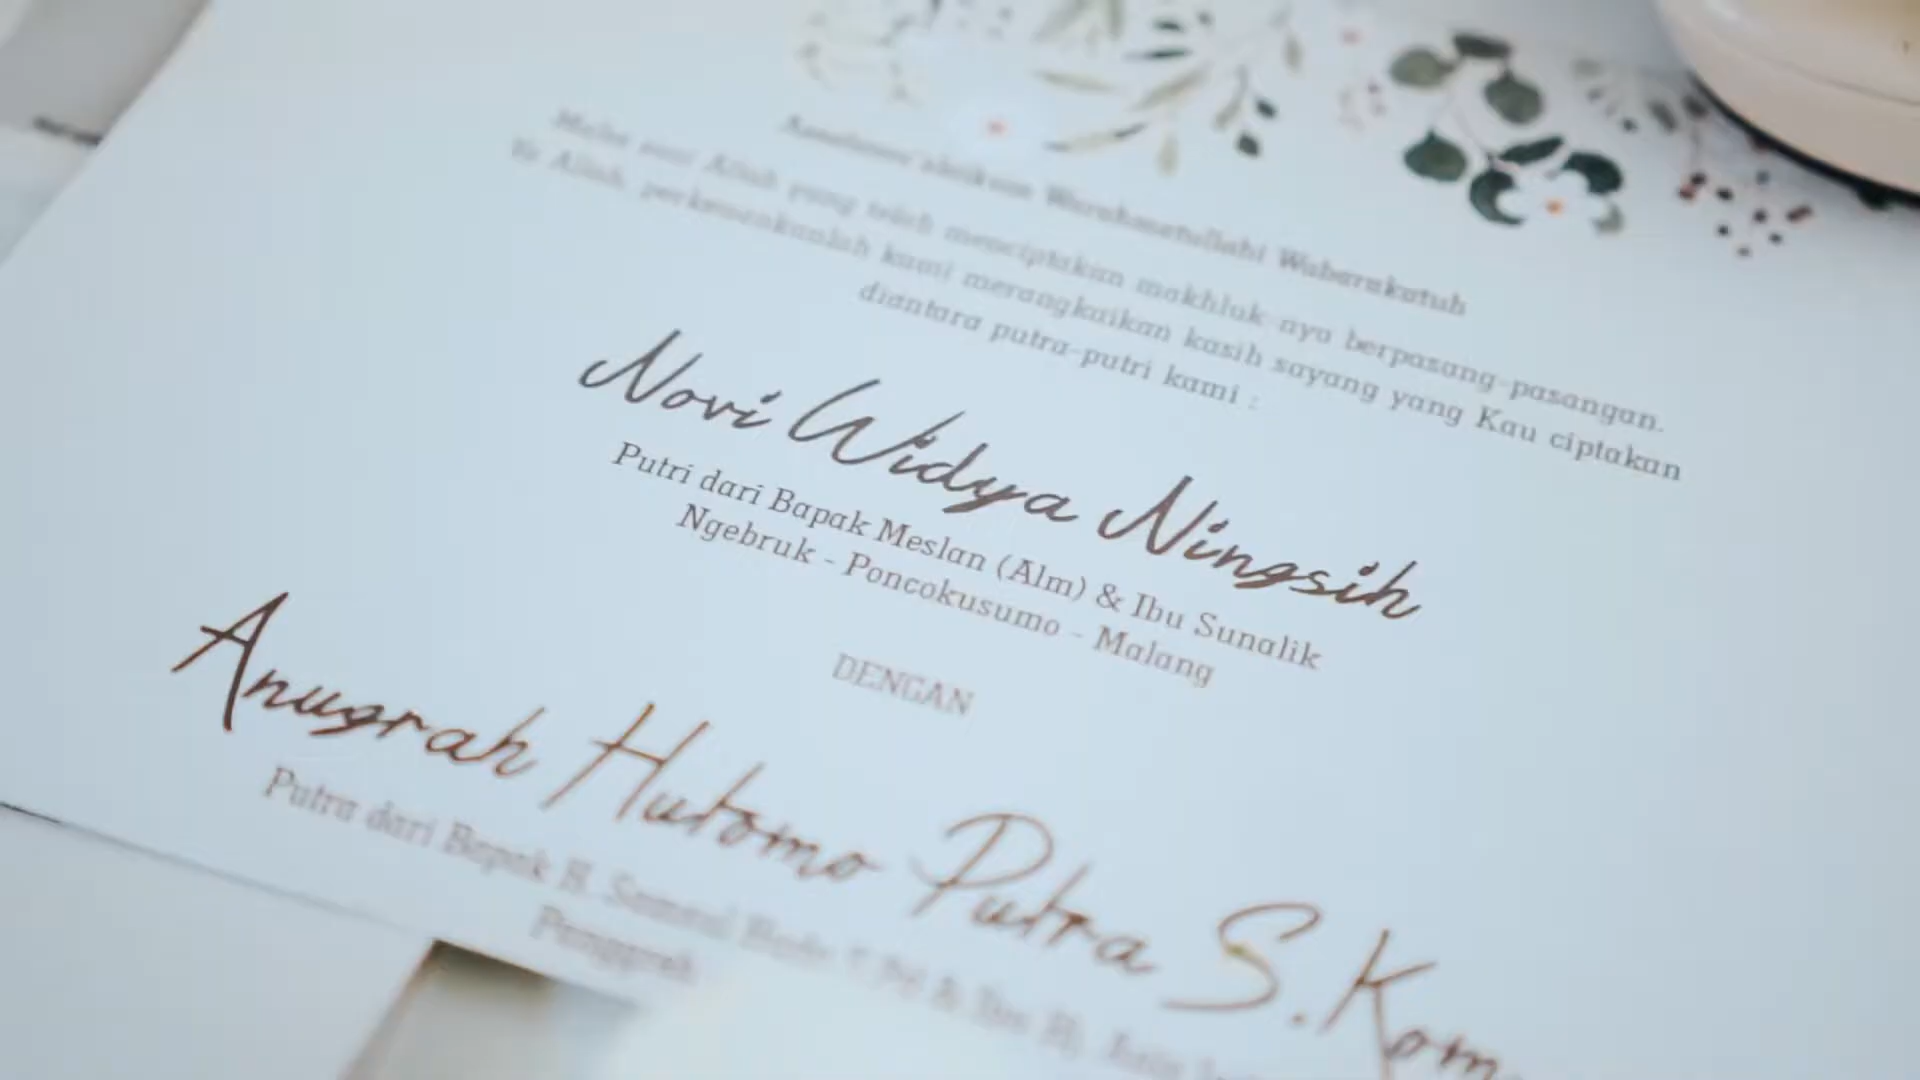 Assalamu'alaikum Warahmatullahi Wabarakatuh
Maha suci Allah yang telah menciptakan makhluk-nya berpasang-pasangan.
Ya Allah, perkenankanlah kami merangkaikan kasih sayang yang Kau ciptakan
diantara putra-putri kami :
Novi Widya Ningsih
Putri dari Bapak Meslan (Alm) & Ibu Sunalik
Ngebruk - Poncokusumo - Malang
DENGAN
Anugrah Hutomo Putra S.Kom
Putra dari Bapak H. & Ibu Hj.